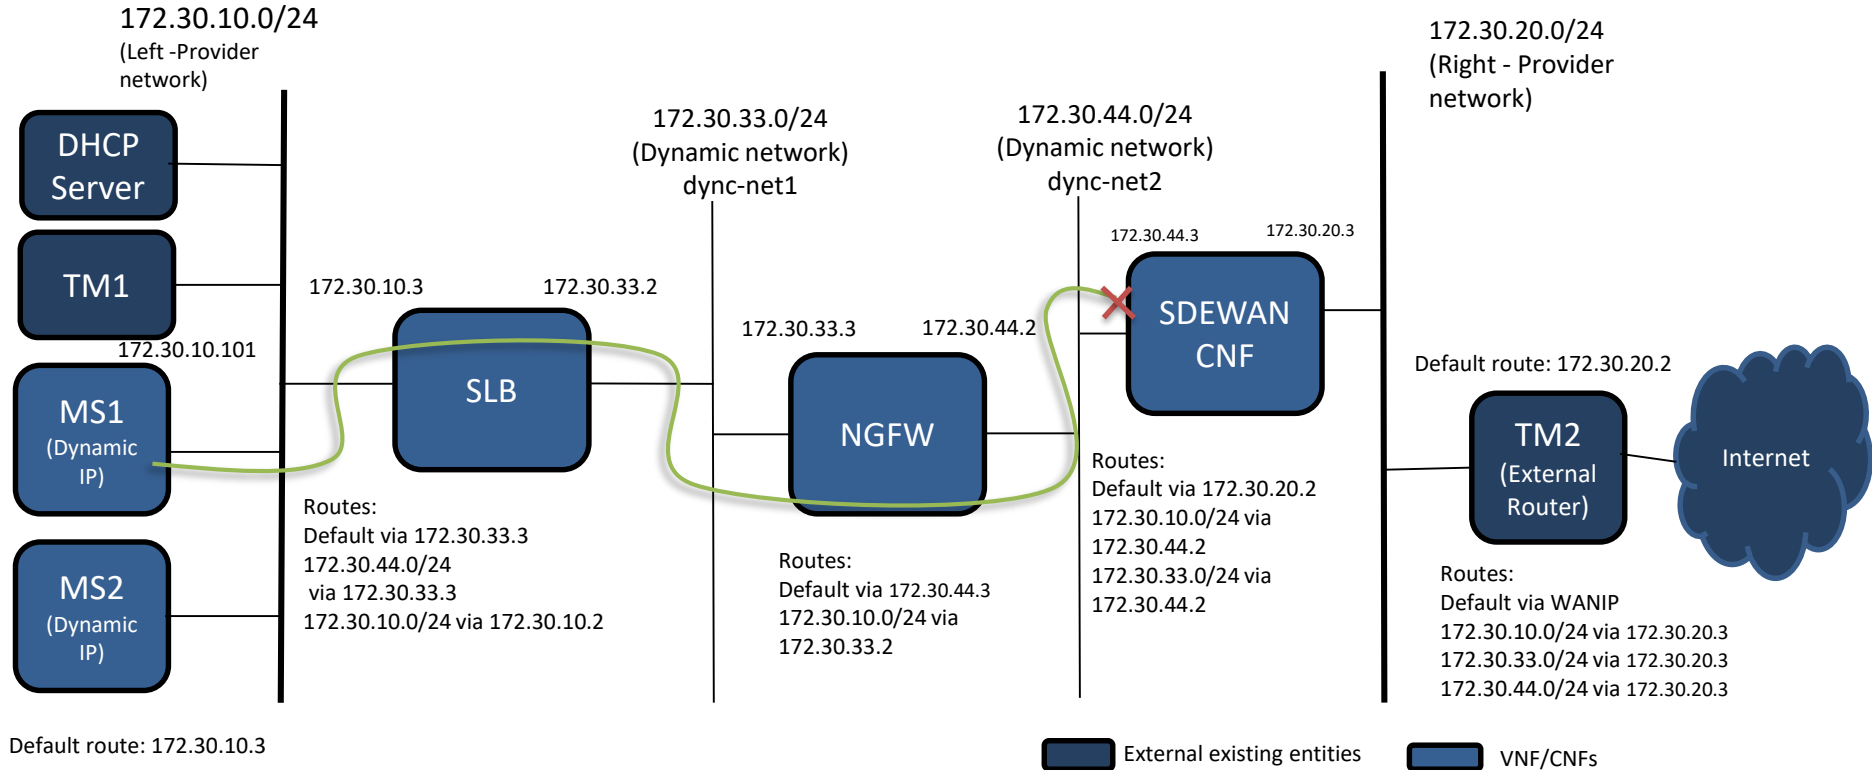 172.30.10.0/24
(Left -Provider
network)
DHCP
Server
TM1
172.30.10.101
MS1
(Dynamic
IP)
MS2
(Dynamic
IP)
Default route: 172.30.10.3
172.30.10.3
172.30.33.2
SLB
Routes:
Default via 172.30.33.3
172.30.44.0/24
via 172.30.33.3
172.30.10.0/24 via 172.30.10.2
172.30.33.0/24
(Dynamic network)
dync-net1
172.30.33.3
172.30.44.2
NGFW
Routes:
Default via 172.30.44.3
172.30.10.0/24 via
172.30.33.2
172.30.44.0/24
(Dynamic network)
dync-net2
172.30.44.3
172.30.20.3
SDEWAN
CNF
Routes:
Default via 172.30.20.2
172.30.10.0/24 via
172.30.44.2
172.30.33.0/24 via
172.30.44.2
172.30.20.0/24
(Right - Provider
network)
Default route: 172.30.20.2
TM2
(External
Router)
Internet
Routes:
Default via WANIP
172.30.10.0/24 via 172.30.20.3
172.30.33.0/24 via 172.30.20.3
172.30.44.0/24 via 172.30.20.3
External existing entities
VNF/CNFs